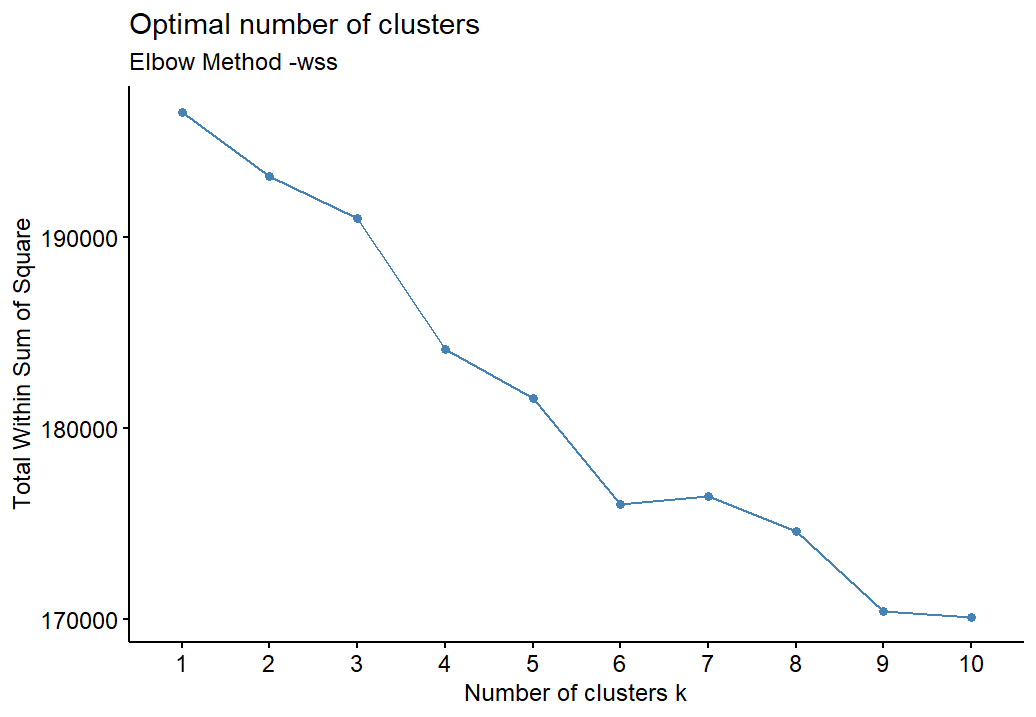 Optimal number of clusters
Elbow Method -wss
Total Within Sum of Square
190000
180000
170000
1 2 3 4 5 6 7 8 9 10
Number of clusters k